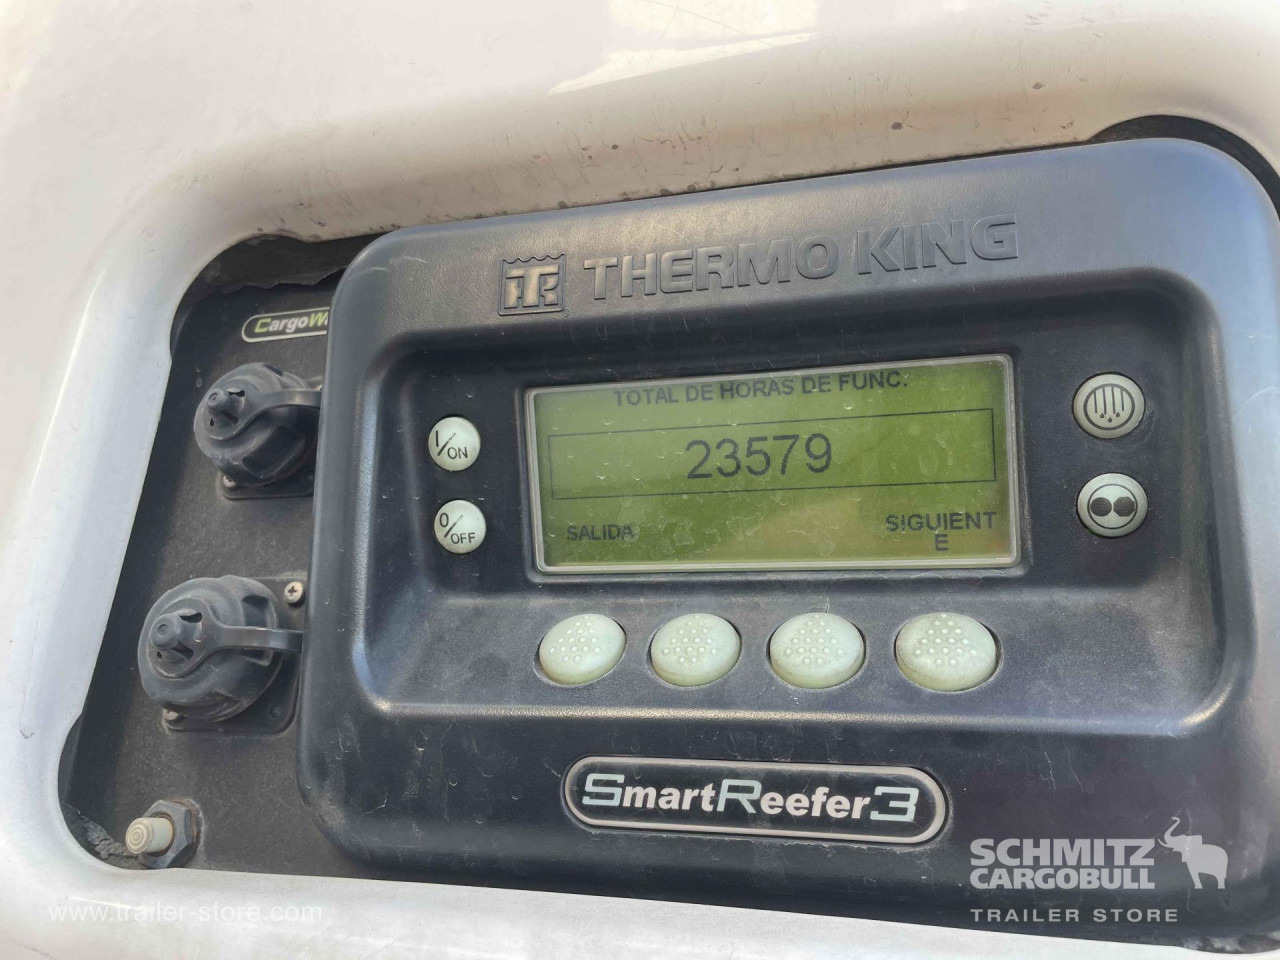 TK THERMO KING
CargoW
TOTAL DE HORAS DE FUNC.
23579
SALIDA
SIGUIENT
E
I/ON
O/OFF
SmartReefer3
SCHMITZ
CARGOBULL
TRAILER STORE
www.trailer-store.com